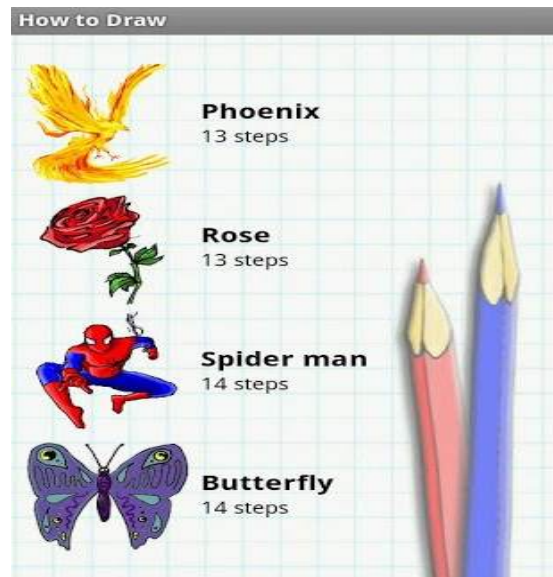 How to Draw
Phoenix
13 steps
Rose
13 steps
Spider man
14 steps
Butterfly
14 steps